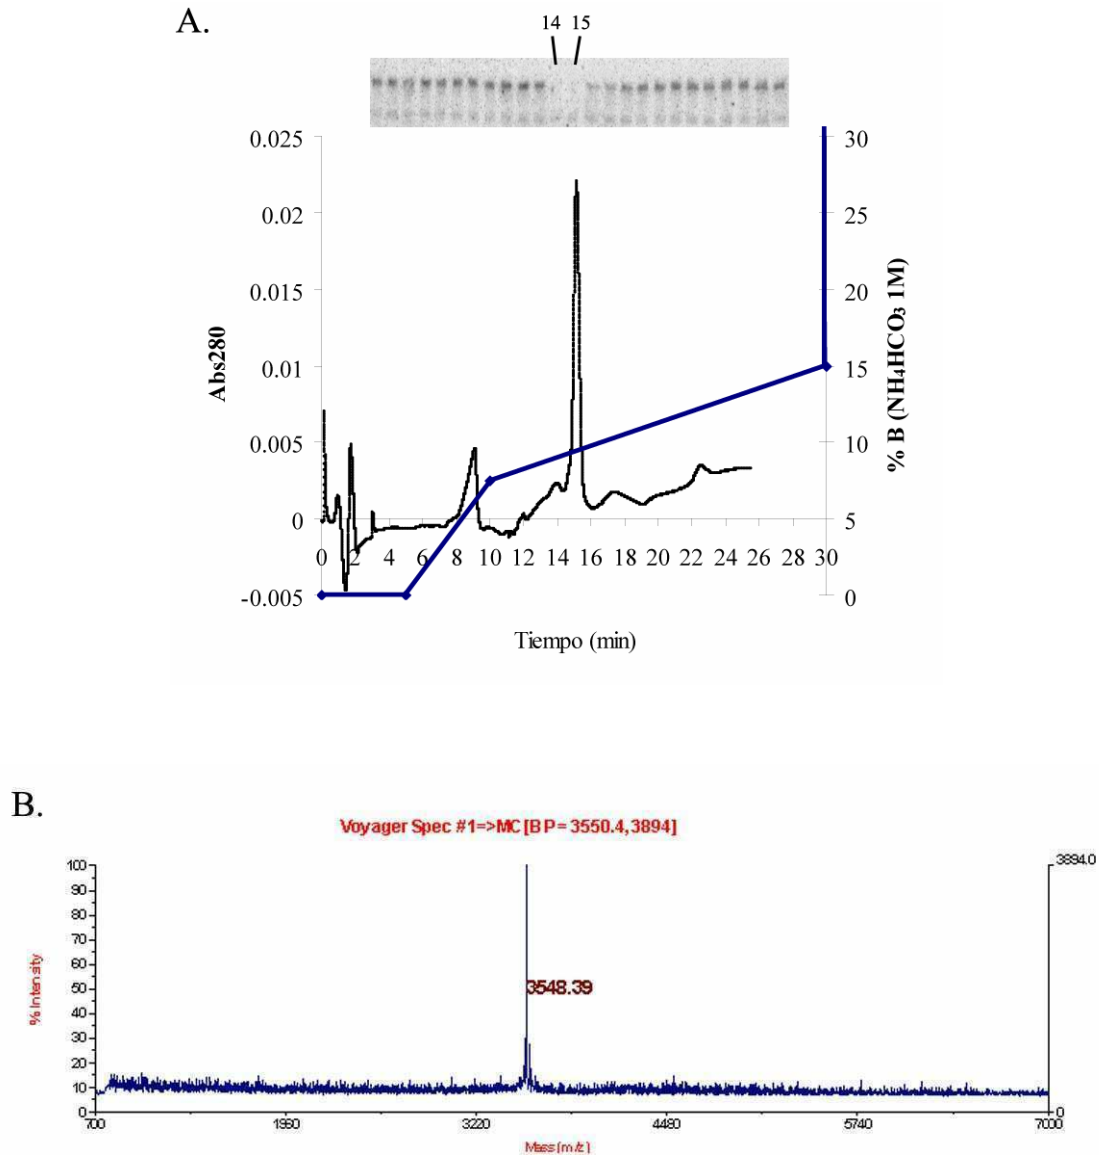 A.
14 15
0.025
0.02
0.015
0.01
0.005
0
-0.005
Abs280
30
25
20
15
10
5
0
% B (NH4HCO3 1M)
0 2 4 6 8 10 12 14 16 18 20 22 24 26 28 30
Tiempo (min)
B.
Voyager Spec #1=>MC[BP= 3550.4,3894]
100
90
80
70
60
50
40
30
20
10
0
% Intensity
3894.0
0
3548.39
700 1960 3220 4480 5740 7000
Mass (m/z)